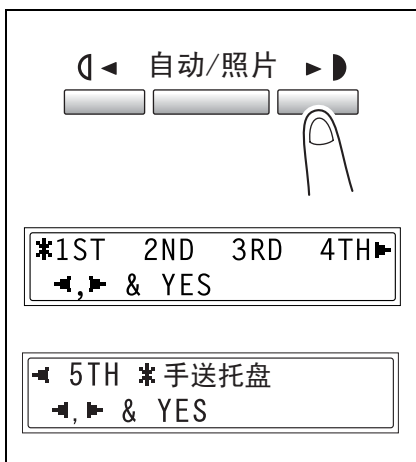 ◄ 自动/照片 ►
✱1ST 2ND 3RD 4TH►
◄,► & YES
◄ 5TH ✱手送托盘
◄,► & YES